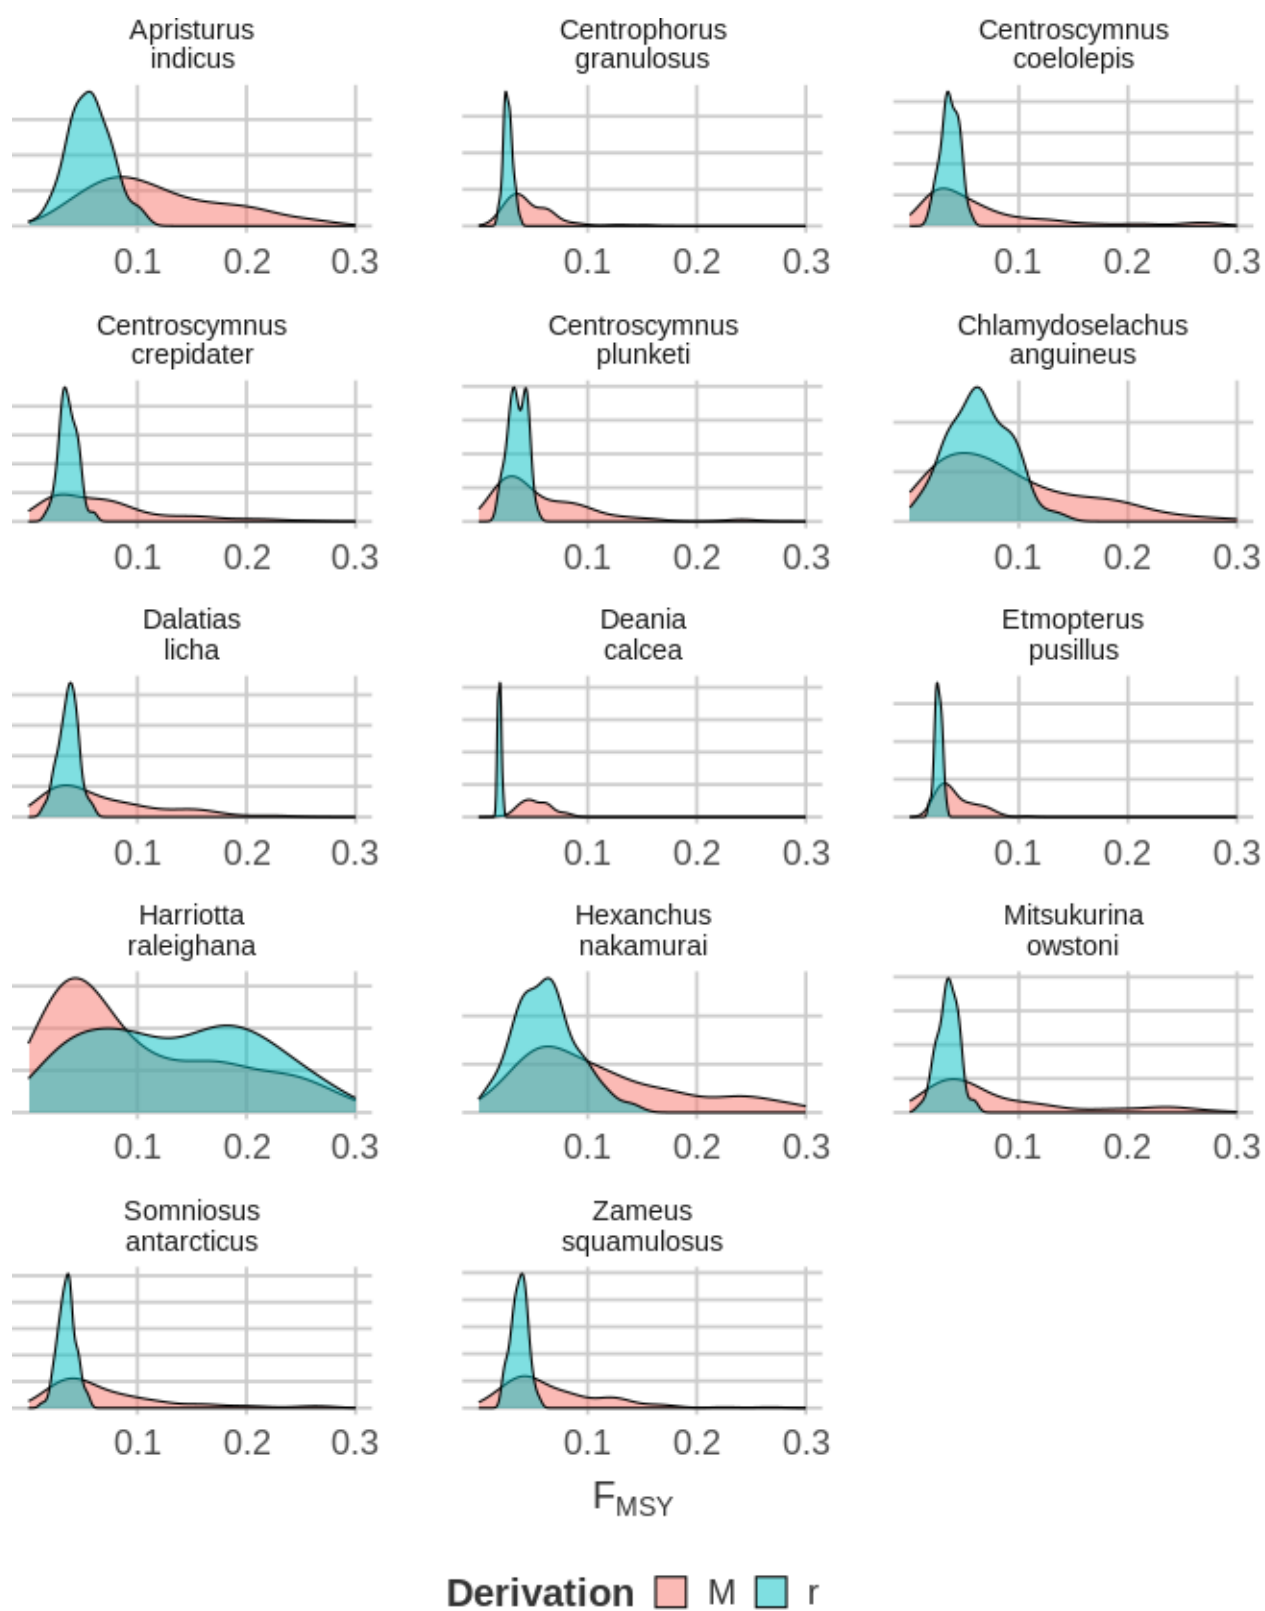 Apristurus
indicus
Centrophorus
granulosus
Centroscymnus
coelolepis
0.1 0.2 0.3
0.1 0.2 0.3
0.1 0.2 0.3
Centroscymnus
crepidater
Centroscymnus
plunketi
Chlamydoselachus
anguineus
0.1 0.2 0.3
0.1 0.2 0.3
0.1 0.2 0.3
Dalatias
licha
Deania
calcea
Etmopterus
pusillus
0.1 0.2 0.3
0.1 0.2 0.3
0.1 0.2 0.3
Harriotta
raleighana
Hexanchus
nakamurai
Mitsukurina
owstoni
0.1 0.2 0.3
0.1 0.2 0.3
0.1 0.2 0.3
Somniosus
antarcticus
Zameus
squamulosus
0.1 0.2 0.3
0.1 0.2 0.3
FMSY
Derivation M r